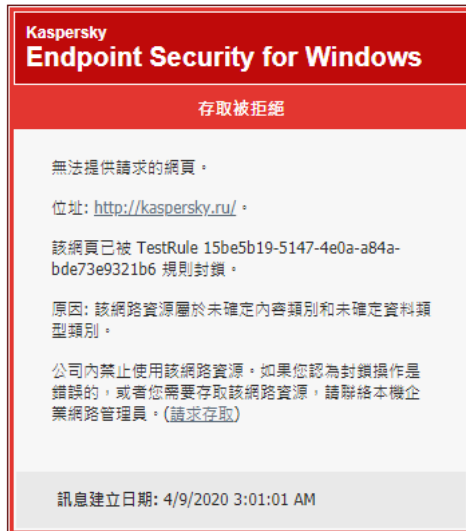 Kaspersky
Endpoint Security for Windows
存取被拒絕
無法提供請求的網頁。
位址: http://kaspersky.ru/。
該網頁已被 TestRule 15be5b19-5147-4e0a-a84a-
bde73e9321b6 規則封鎖。
原因: 該網路資源屬於未確定內容類別和未確定資料類
型類別。
公司內禁止使用該網路資源。如果您認為封鎖操作是
錯誤的，或者您需要存取該網路資源，請聯絡本機企
業網路管理員。(請求存取)
訊息建立日期: 4/9/2020 3:01:01 AM